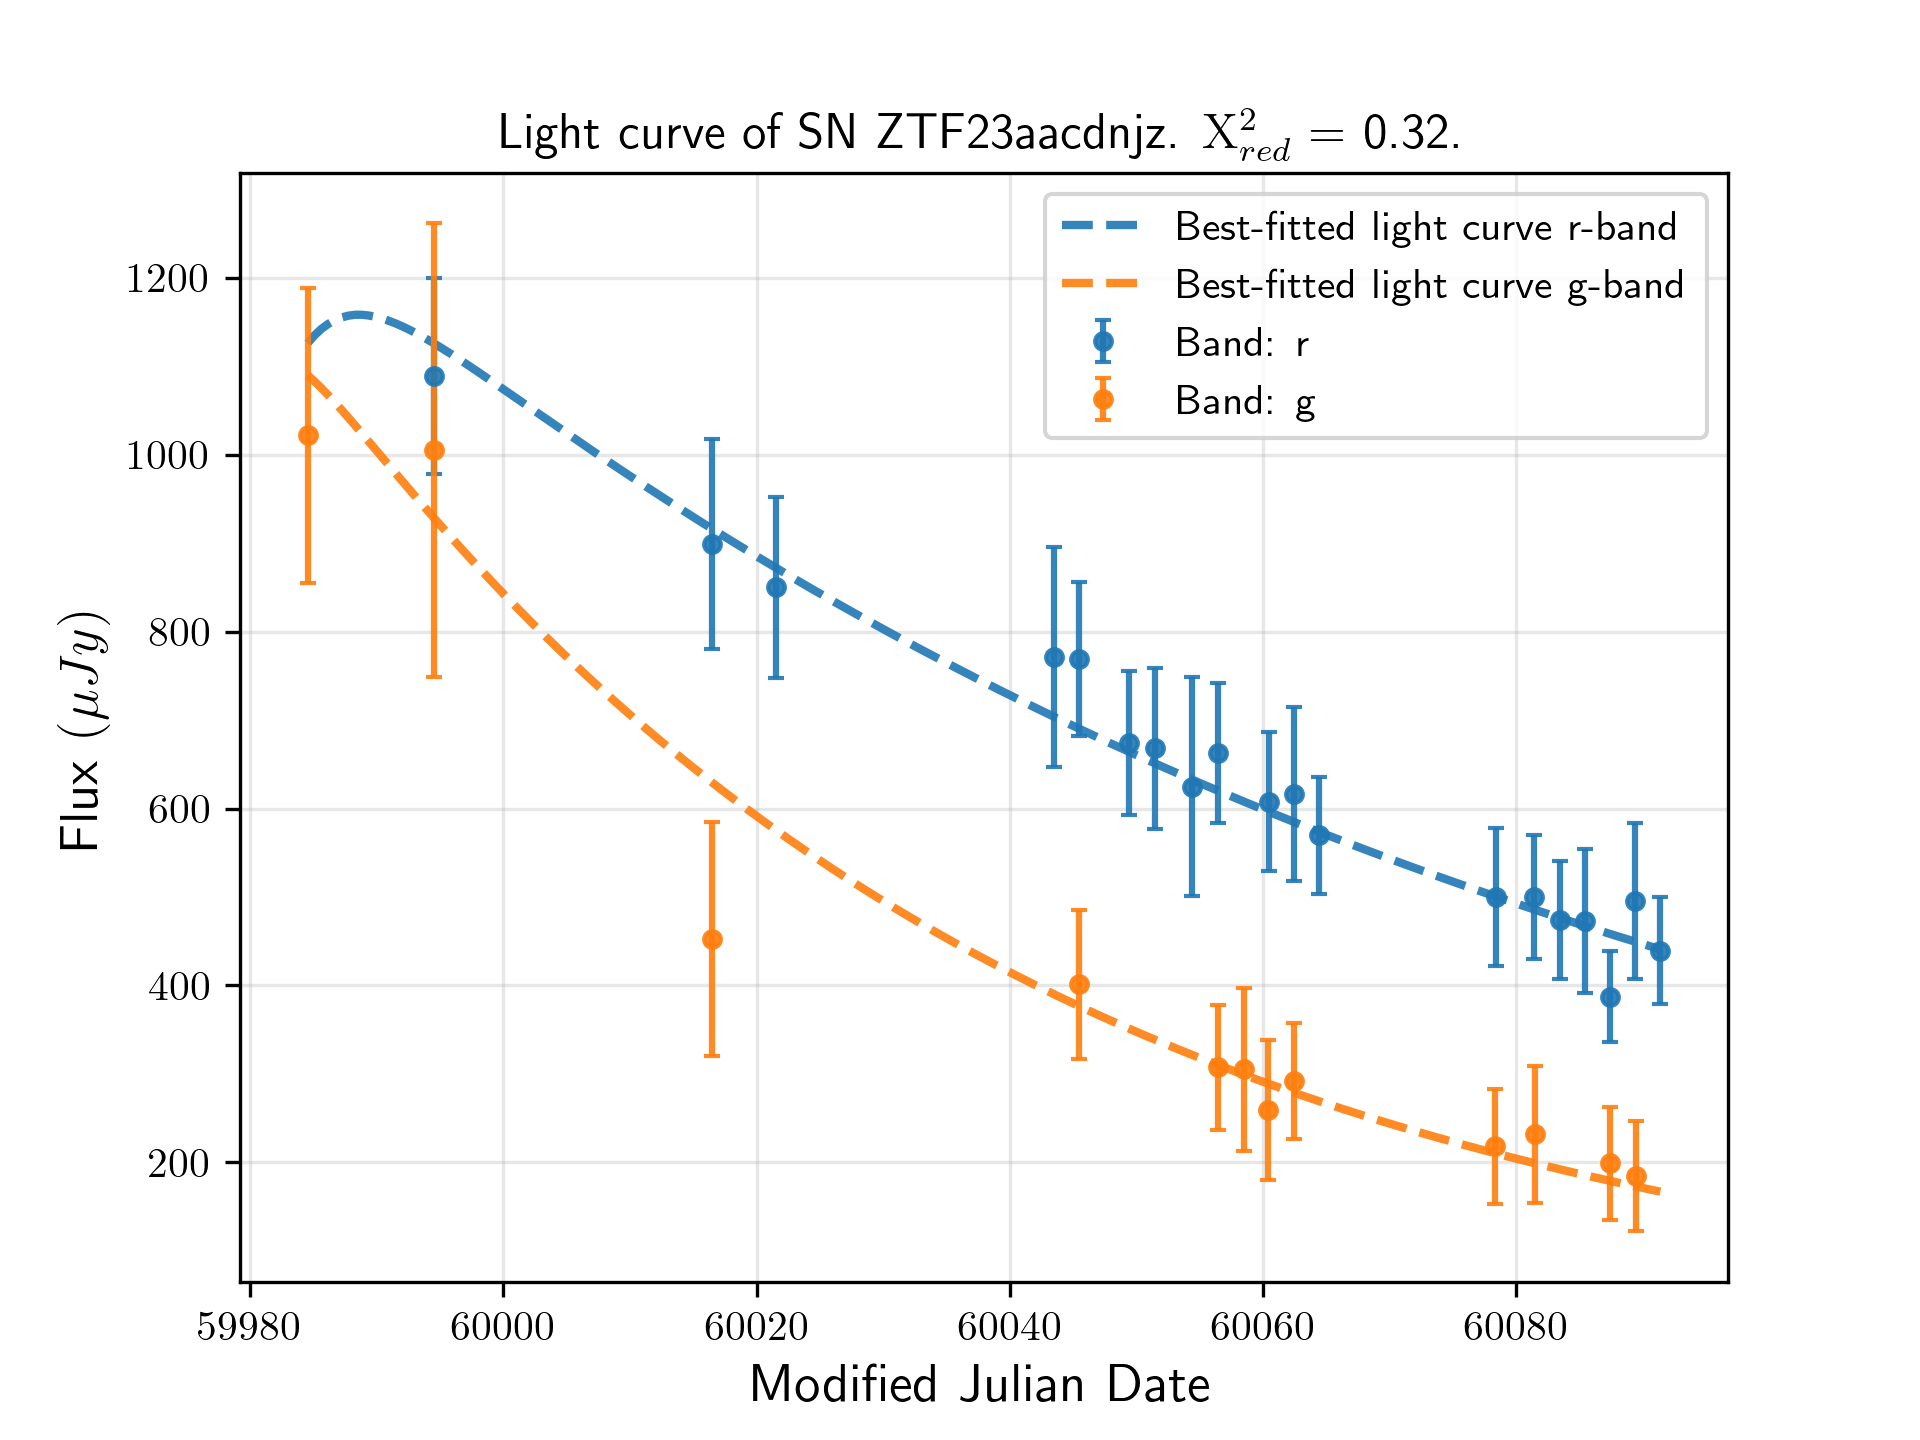 Light curve of SN ZTF23aacdnjz. X²red = 0.32.
Best-fitted light curve r-band
Best-fitted light curve g-band
Band: r
Band: g
Flux (μJy)
1200
1000
800
600
400
200
59980 60000 60020 60040 60060 60080
Modified Julian Date